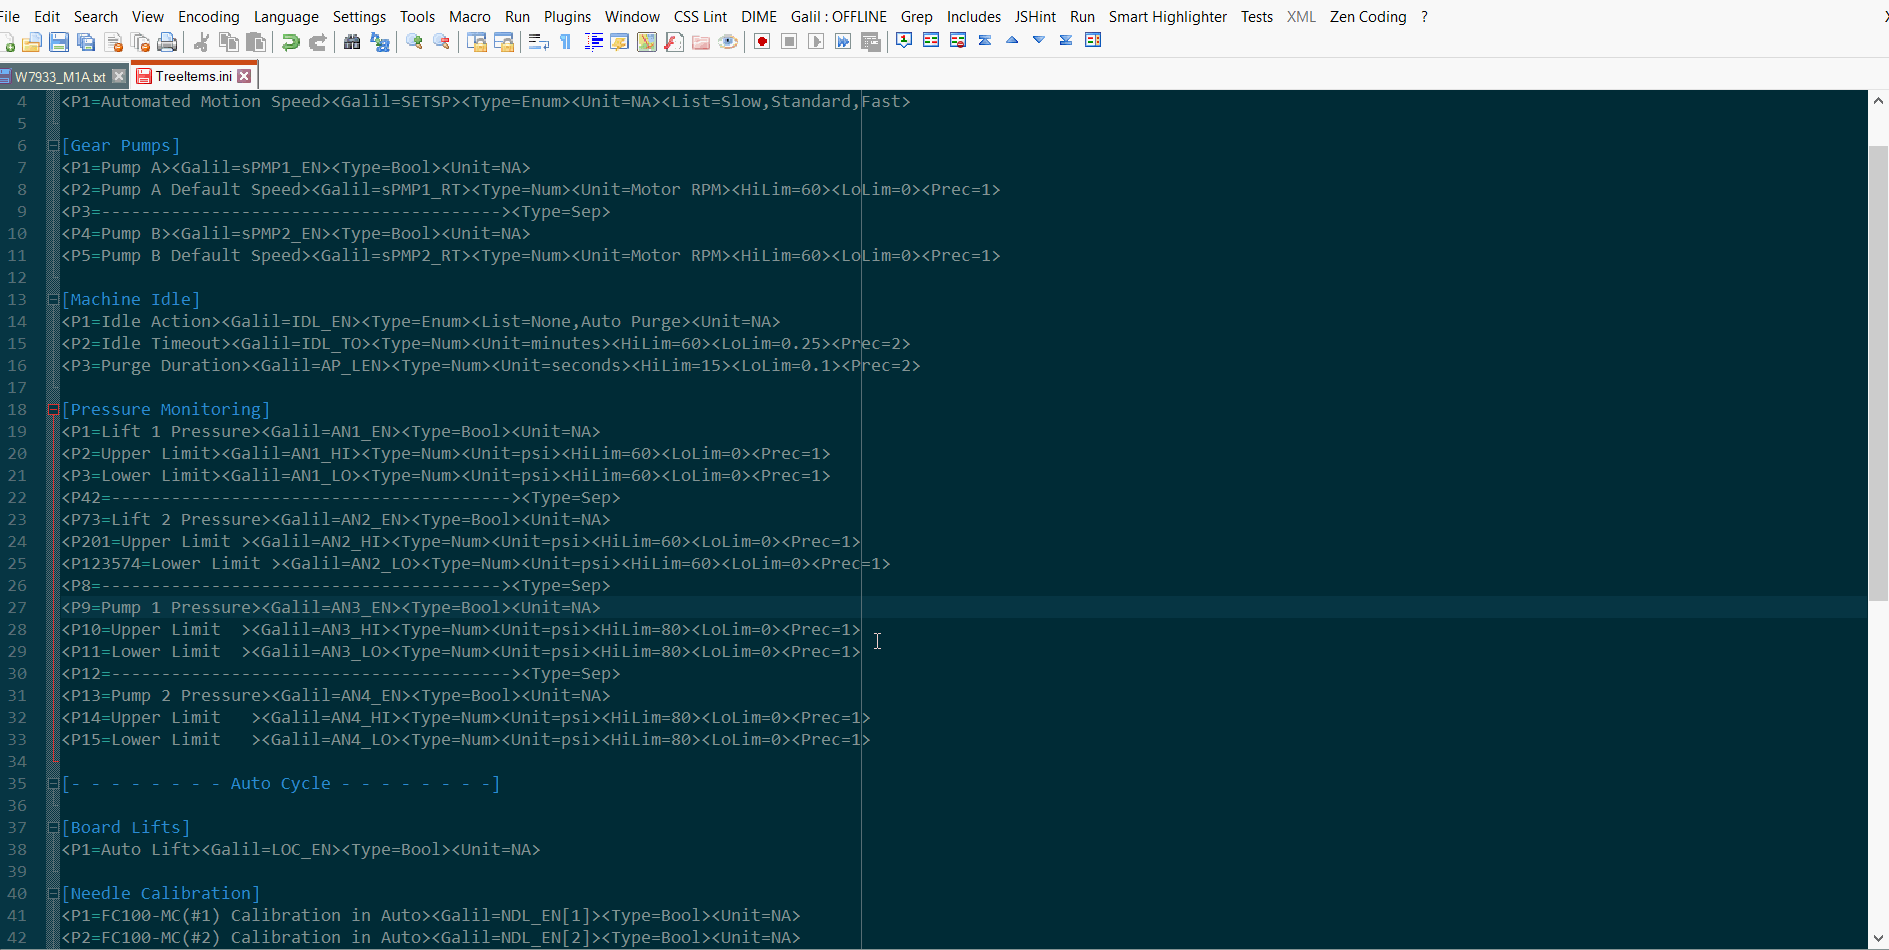 File Edit Search View Encoding Language Settings Tools Macro Run Plugins Window CSS Lint DIME Galil : OFFLINE Grep Includes JSHint Run Smart Highlighter Tests XML Zen Coding ?
W7933_M1A.txt TreeItems.ini
4 <P1=Automated Motion Speed><Galil=SETSP><Type=Enum><Unit=NA><List=Slow,Standard,Fast>
5
6 [Gear Pumps]
7 <P1=Pump A><Galil=sPMP1_EN><Type=Bool><Unit=NA>
8 <P2=Pump A Default Speed><Galil=sPMP1_RT><Type=Num><Unit=Motor RPM><HiLim=60><LoLim=0><Prec=1>
9 <P3=----------------------------------------><Type=Sep>
10 <P4=Pump B><Galil=sPMP2_EN><Type=Bool><Unit=NA>
11 <P5=Pump B Default Speed><Galil=sPMP2_RT><Type=Num><Unit=Motor RPM><HiLim=60><LoLim=0><Prec=1>
12
13 [Machine Idle]
14 <P1=Idle Action><Galil=IDL_EN><Type=Enum><List=None,Auto Purge><Unit=NA>
15 <P2=Idle Timeout><Galil=IDL_TO><Type=Num><Unit=minutes><HiLim=60><LoLim=0.25><Prec=2>
16 <P3=Purge Duration><Galil=AP_LEN><Type=Num><Unit=seconds><HiLim=15><LoLim=0.1><Prec=2>
17
18 [Pressure Monitoring]
19 <P1=Lift 1 Pressure><Galil=AN1_EN><Type=Bool><Unit=NA>
20 <P2=Upper Limit><Galil=AN1_HI><Type=Num><Unit=psi><HiLim=60><LoLim=0><Prec=1>
21 <P3=Lower Limit><Galil=AN1_LO><Type=Num><Unit=psi><HiLim=60><LoLim=0><Prec=1>
22 <P42=----------------------------------------><Type=Sep>
23 <P73=Lift 2 Pressure><Galil=AN2_EN><Type=Bool><Unit=NA>
24 <P201=Upper Limit ><Galil=AN2_HI><Type=Num><Unit=psi><HiLim=60><LoLim=0><Prec=1>
25 <P123574=Lower Limit ><Galil=AN2_LO><Type=Num><Unit=psi><HiLim=60><LoLim=0><Prec=1>
26 <P8=----------------------------------------><Type=Sep>
27 <P9=Pump 1 Pressure><Galil=AN3_EN><Type=Bool><Unit=NA>
28 <P10=Upper Limit  ><Galil=AN3_HI><Type=Num><Unit=psi><HiLim=80><LoLim=0><Prec=1>
29 <P11=Lower Limit  ><Galil=AN3_LO><Type=Num><Unit=psi><HiLim=80><LoLim=0><Prec=1>
30 <P12=----------------------------------------><Type=Sep>
31 <P13=Pump 2 Pressure><Galil=AN4_EN><Type=Bool><Unit=NA>
32 <P14=Upper Limit   ><Galil=AN4_HI><Type=Num><Unit=psi><HiLim=80><LoLim=0><Prec=1>
33 <P15=Lower Limit   ><Galil=AN4_LO><Type=Num><Unit=psi><HiLim=80><LoLim=0><Prec=1>
34
35 [- - - - - - - - Auto Cycle - - - - - - - -]
36
37 [Board Lifts]
38 <P1=Auto Lift><Galil=LOC_EN><Type=Bool><Unit=NA>
39
40 [Needle Calibration]
41 <P1=FC100-MC(#1) Calibration in Auto><Galil=NDL_EN[1]><Type=Bool><Unit=NA>
42 <P2=FC100-MC(#2) Calibration in Auto><Galil=NDL_EN[2]><Type=Bool><Unit=NA>